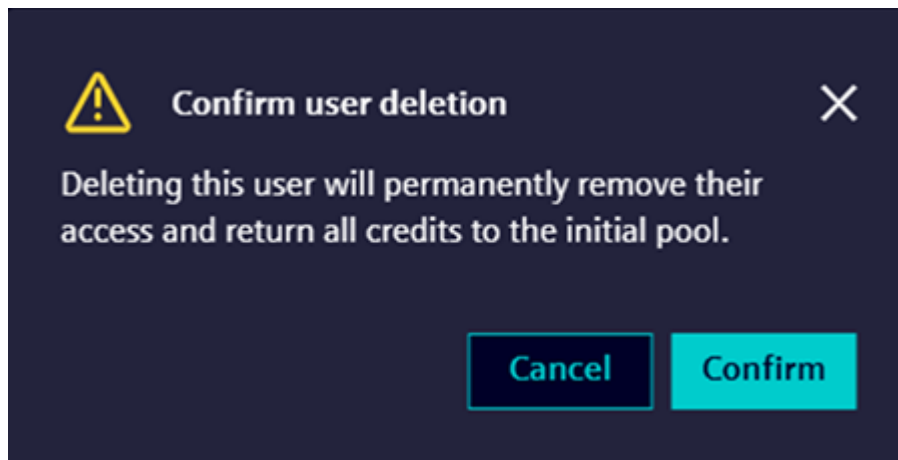 Confirm user deletion
Deleting this user will permanently remove their
access and return all credits to the initial pool.
Cancel
Confirm